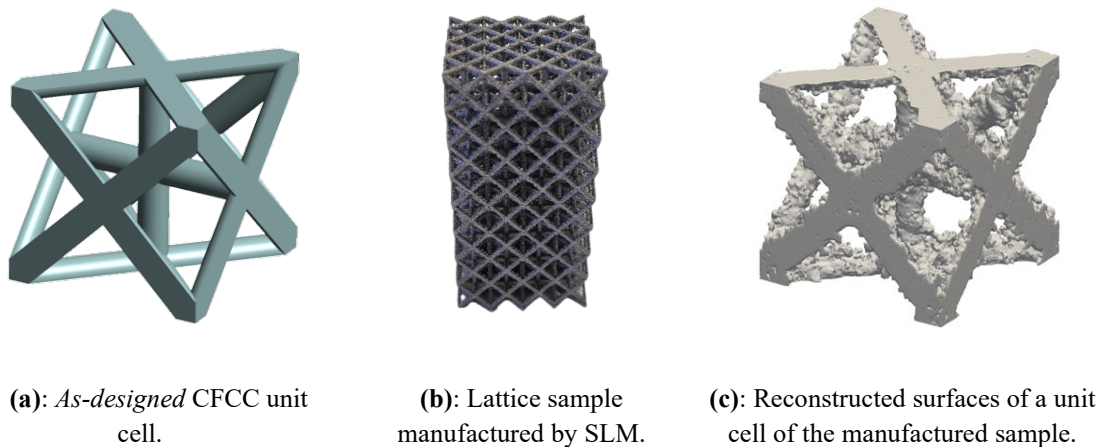 (a): As-designed CFCC unit
cell.
(b): Lattice sample
manufactured by SLM.
(c): Reconstructed surfaces of a unit
cell of the manufactured sample.